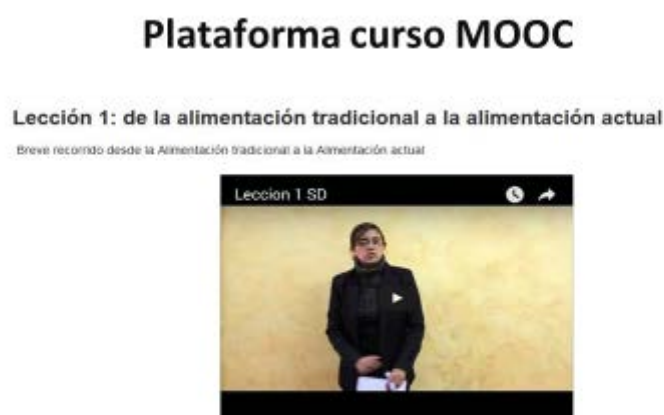 Plataforma curso MOOC
Lección 1: de la alimentación tradicional a la alimentación actual
Breve recorrido desde la Alimentación tradicional a la Alimentación actual
Leccion 1 SD